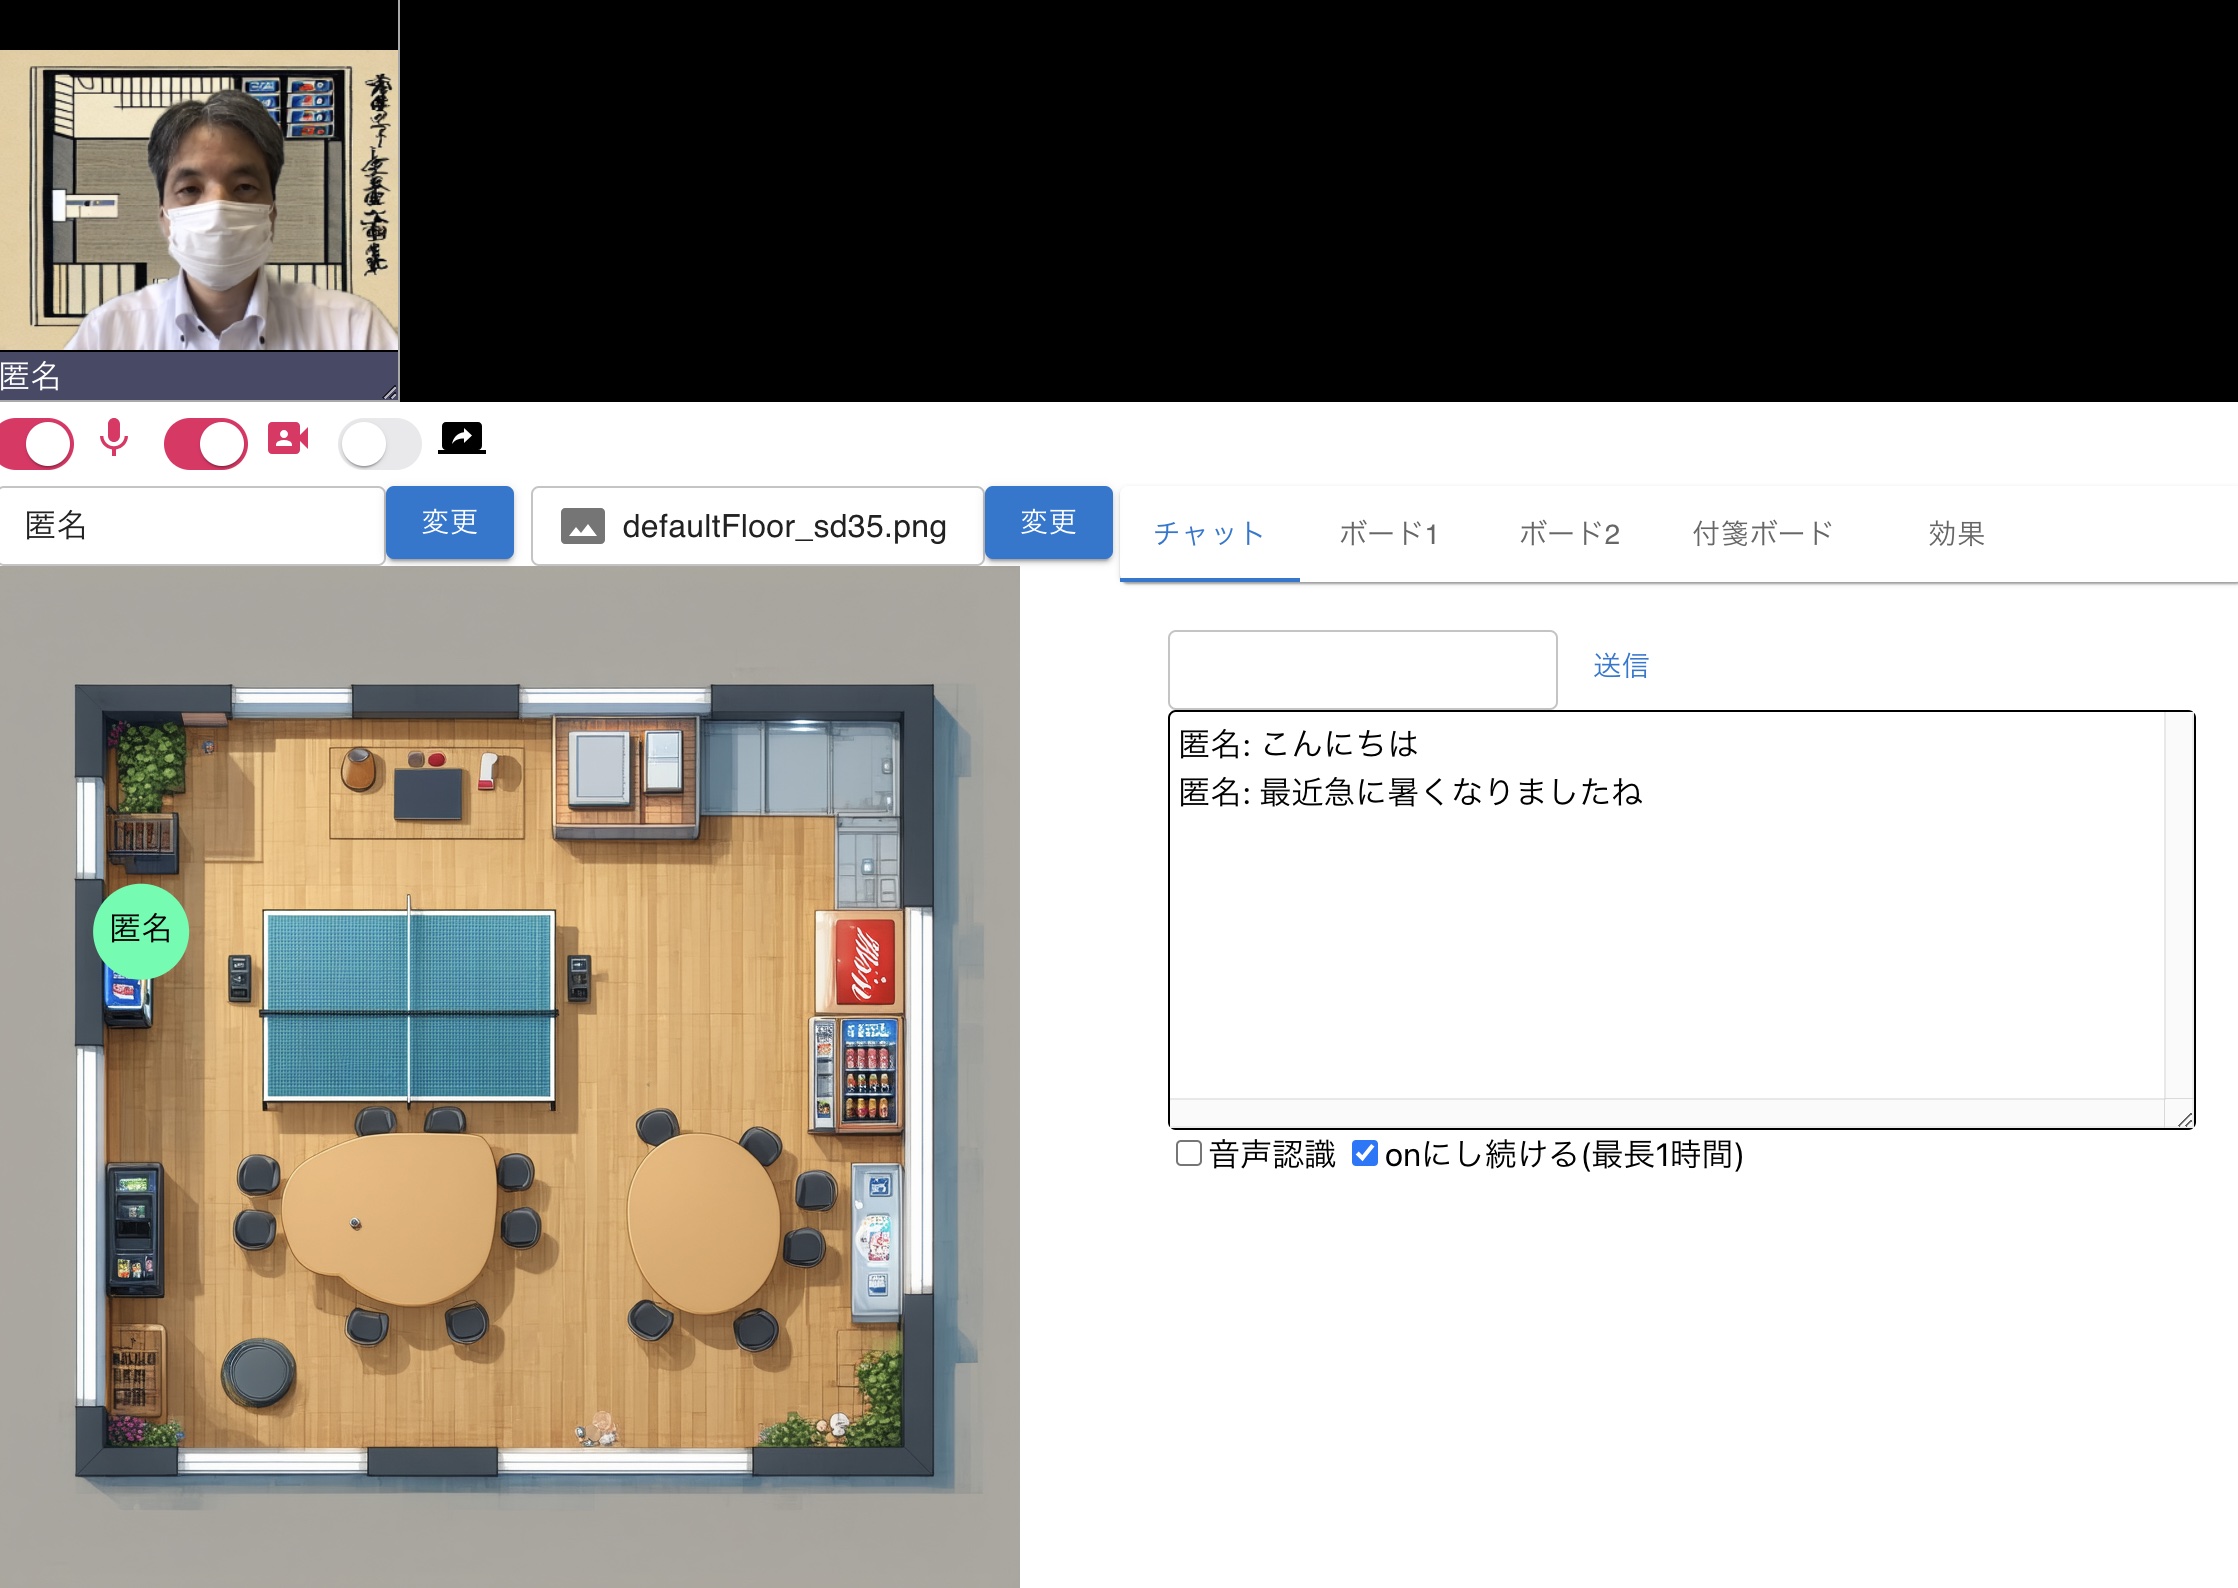 匿名
匿名
変更
defaultFloor_sd35.png
変更
チャット
ボード1
ボード2
付箋ボード
効果
送信
匿名: こんにちは
匿名: 最近急に暑くなりましたね
音声認識
onにし続ける(最長1時間)
匿名